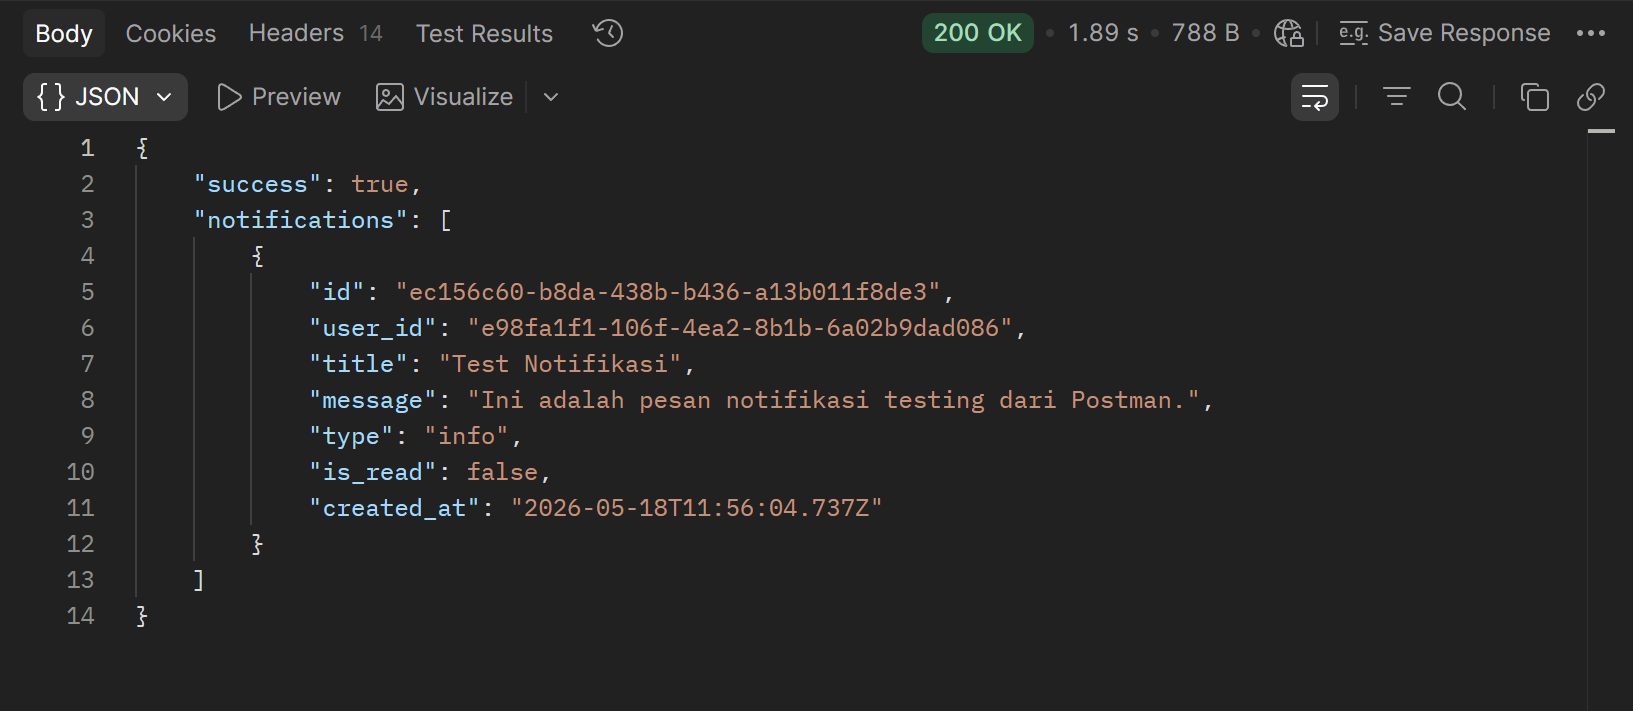 Body Cookies Headers 14 Test Results 200 OK • 1.89 s • 788 B • e.g. Save Response •••
{} JSON Preview Visualize
1 {
2 "success": true,
3 "notifications": [
4 {
5 "id": "ec156c60-b8da-438b-b436-a13b011f8de3",
6 "user_id": "e98fa1f1-106f-4ea2-8b1b-6a02b9dad086",
7 "title": "Test Notifikasi",
8 "message": "Ini adalah pesan notifikasi testing dari Postman.",
9 "type": "info",
10 "is_read": false,
11 "created_at": "2026-05-18T11:56:04.737Z"
12 }
13 ]
14 }